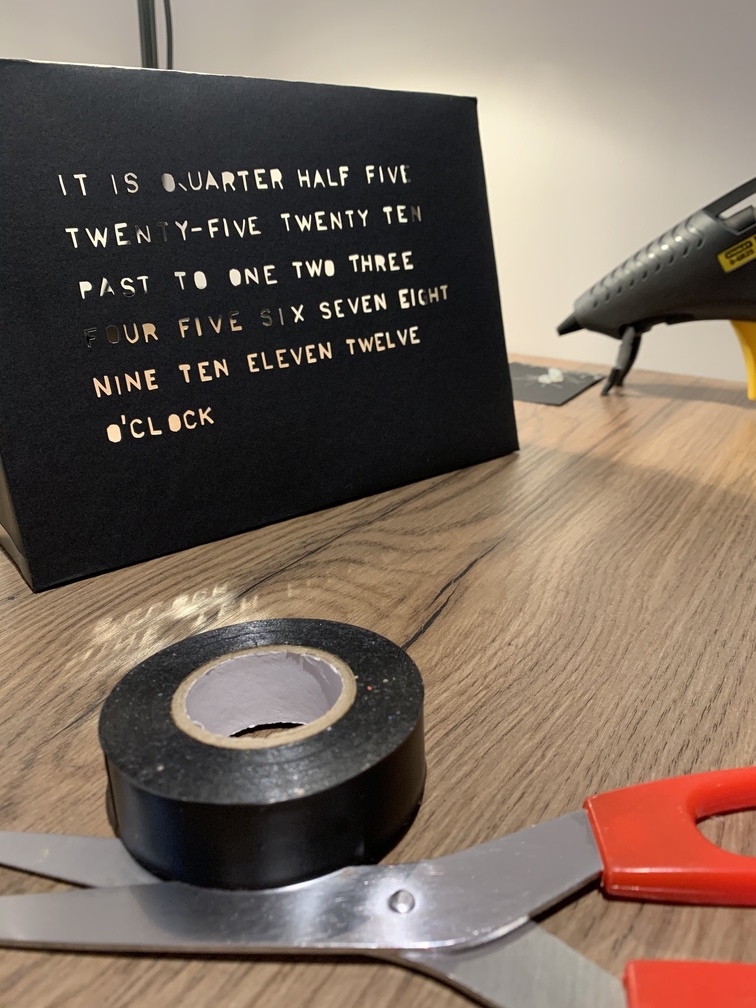 IT IS QUARTER HALF FIVE
TWENTY-FIVE TWENTY TEN
PAST TO ONE TWO THREE
FOUR FIVE SIX SEVEN EIGHT
NINE TEN ELEVEN TWELVE
O'CLOCK